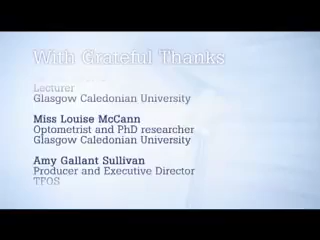 With Grateful Thanks
Lecturer
Glasgow Caledonian University
Miss Louise McCann
Optometrist and PhD researcher
Glasgow Caledonian University
Amy Gallant Sullivan
Producer and Executive Director
TFOS